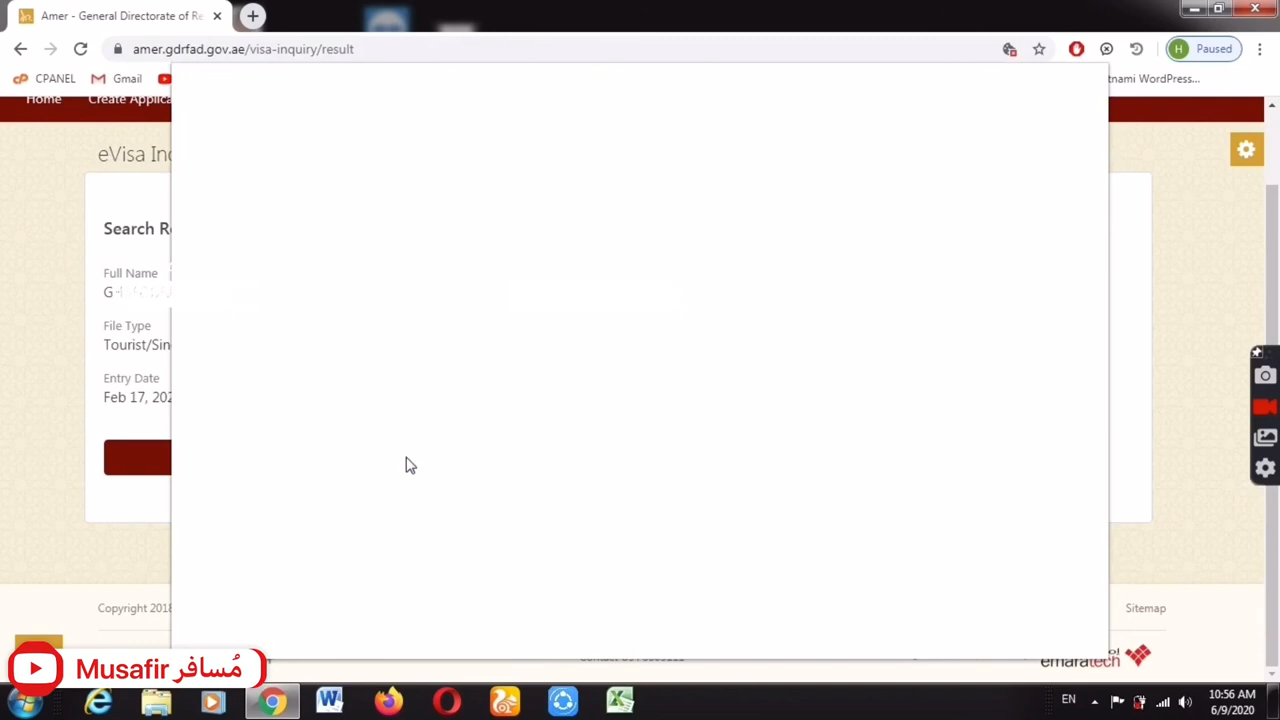 Amer - General Directorate of Re
amer.gdrfad.gov.ae/visa-inquiry/result
H Paused
CPANEL
Gmail
tnami WordPress...
Home
Create Applica
eVisa Inq
Search Re
Full Name
File Type
Tourist/Sin
Entry Date
Feb 17, 202
Copyright 2018
Sitemap
emaratech
Musafir مُسافر
EN
10:56 AM
6/9/2020